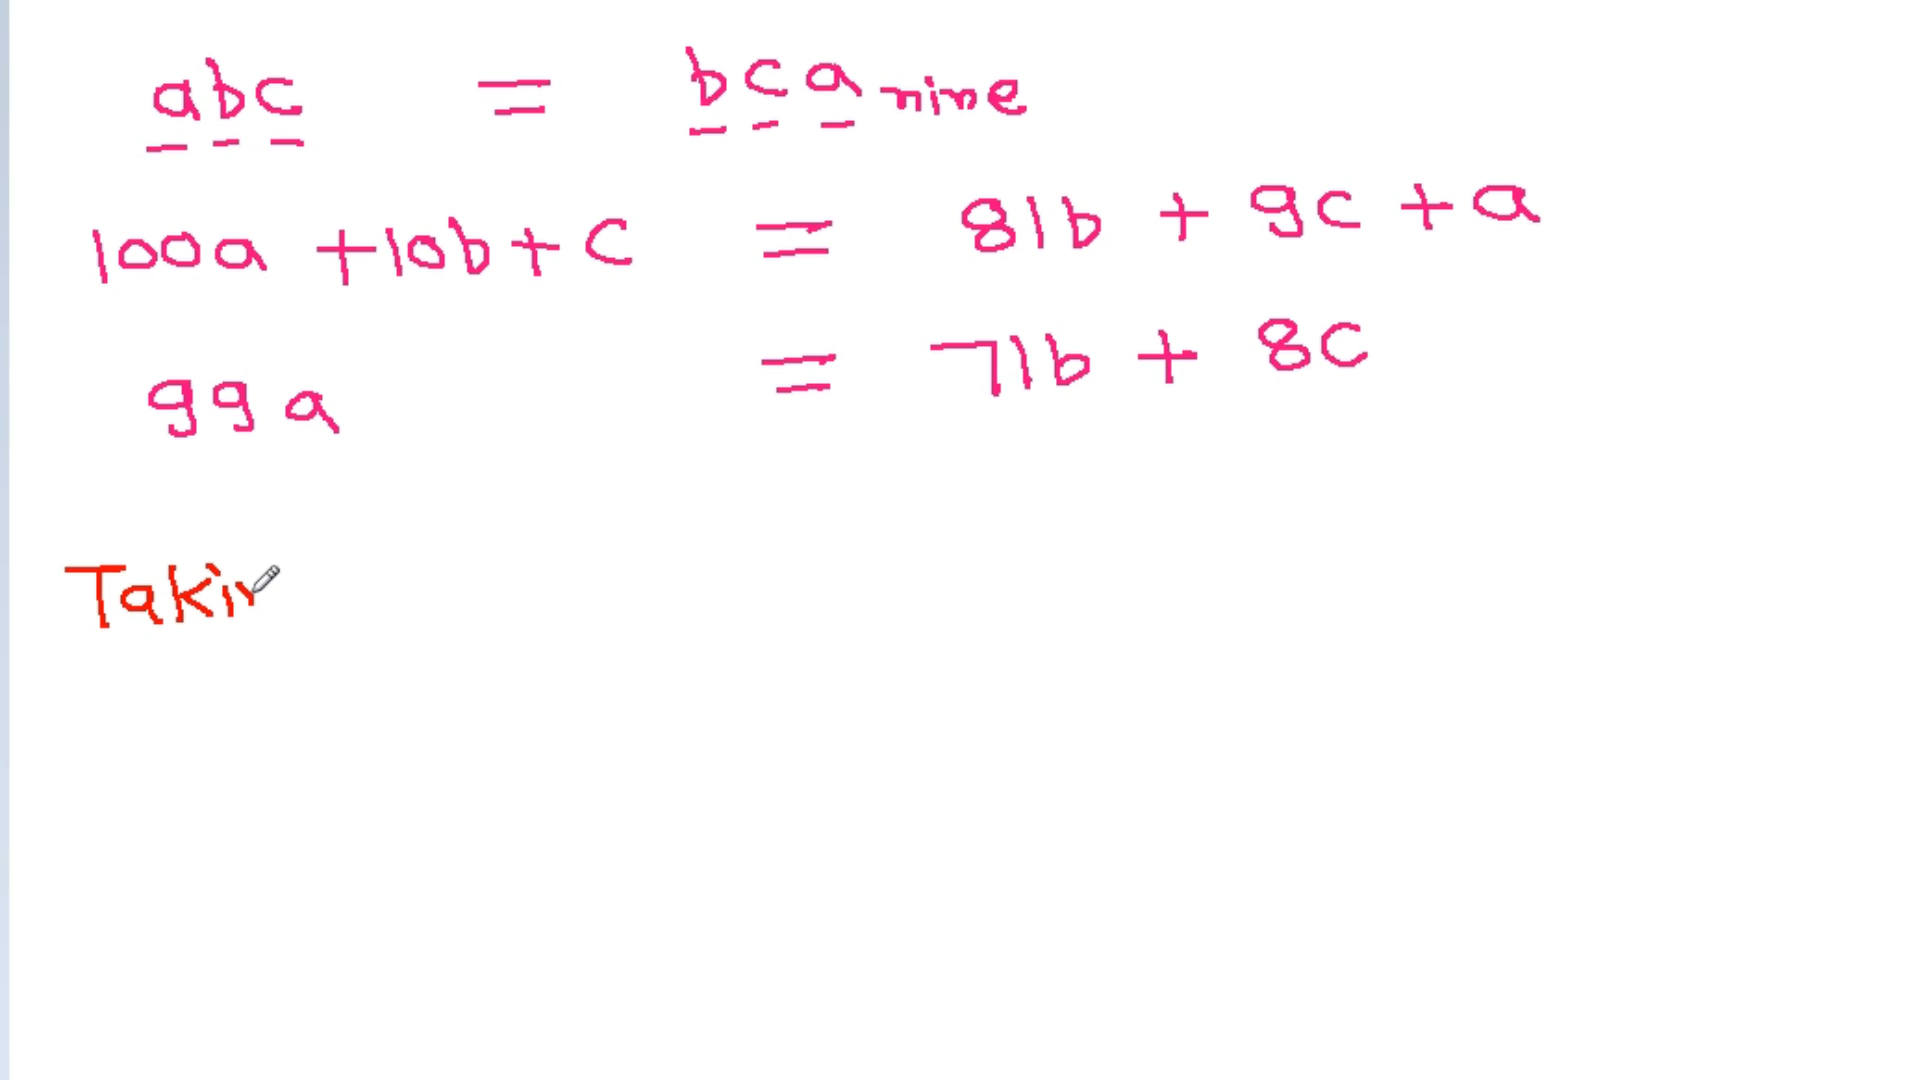 abc = bca nine
100a + 10b + c = 81b + 9c + a
99a = 71b + 8c
Takin